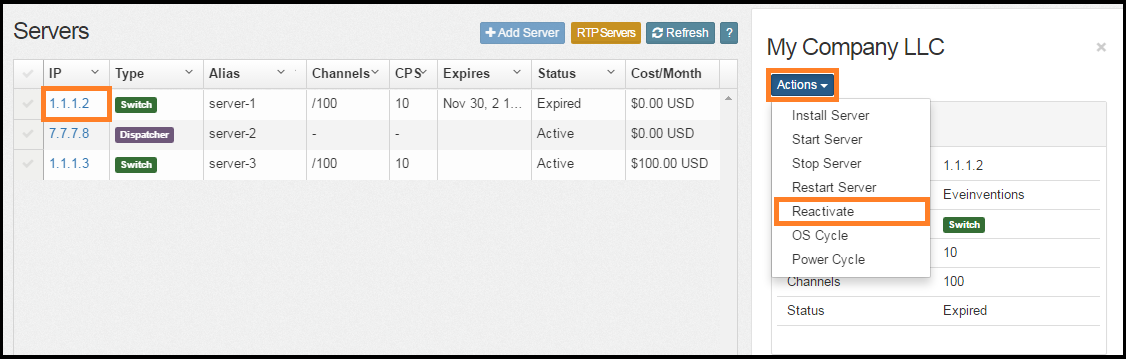 Servers
+ Add Server RTP Servers Refresh ?
IP Type Alias Channels CPS Expires Status Cost/Month
1.1.1.2 Switch server-1 /100 10 Nov 30, 2 1... Expired $0.00 USD
7.7.7.8 Dispatcher server-2 - - Active $0.00 USD
1.1.1.3 Switch server-3 /100 10 Active $100.00 USD
My Company LLC ×
Actions
Install Server
Start Server
Stop Server
Restart Server
Reactivate
OS Cycle
Power Cycle
1.1.1.2
Eveinventions
Switch
10
Channels 100
Status Expired